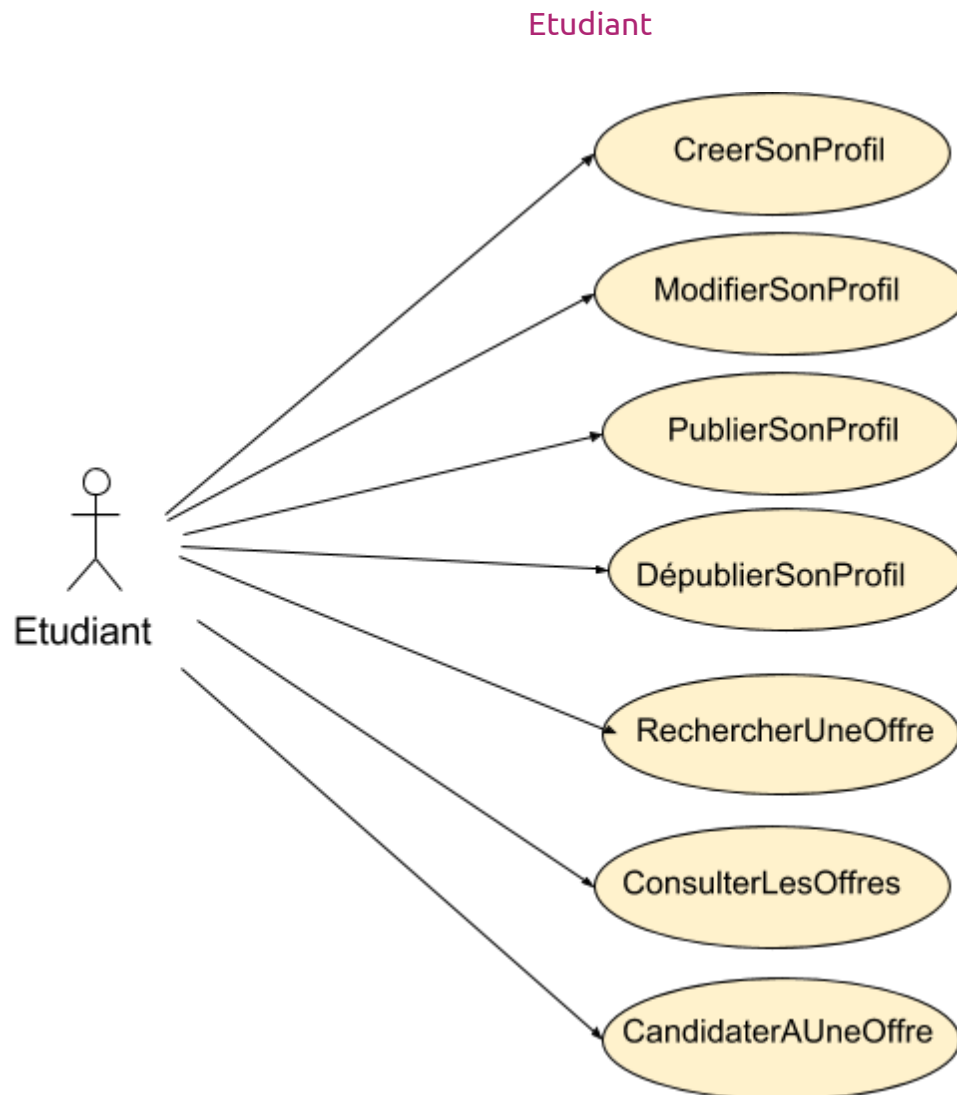 Etudiant
CreerSonProfil
ModifierSonProfil
PublierSonProfil
DépublierSonProfil
Etudiant
RechercherUneOffre
ConsulterLesOffres
CandidaterAUneOffre